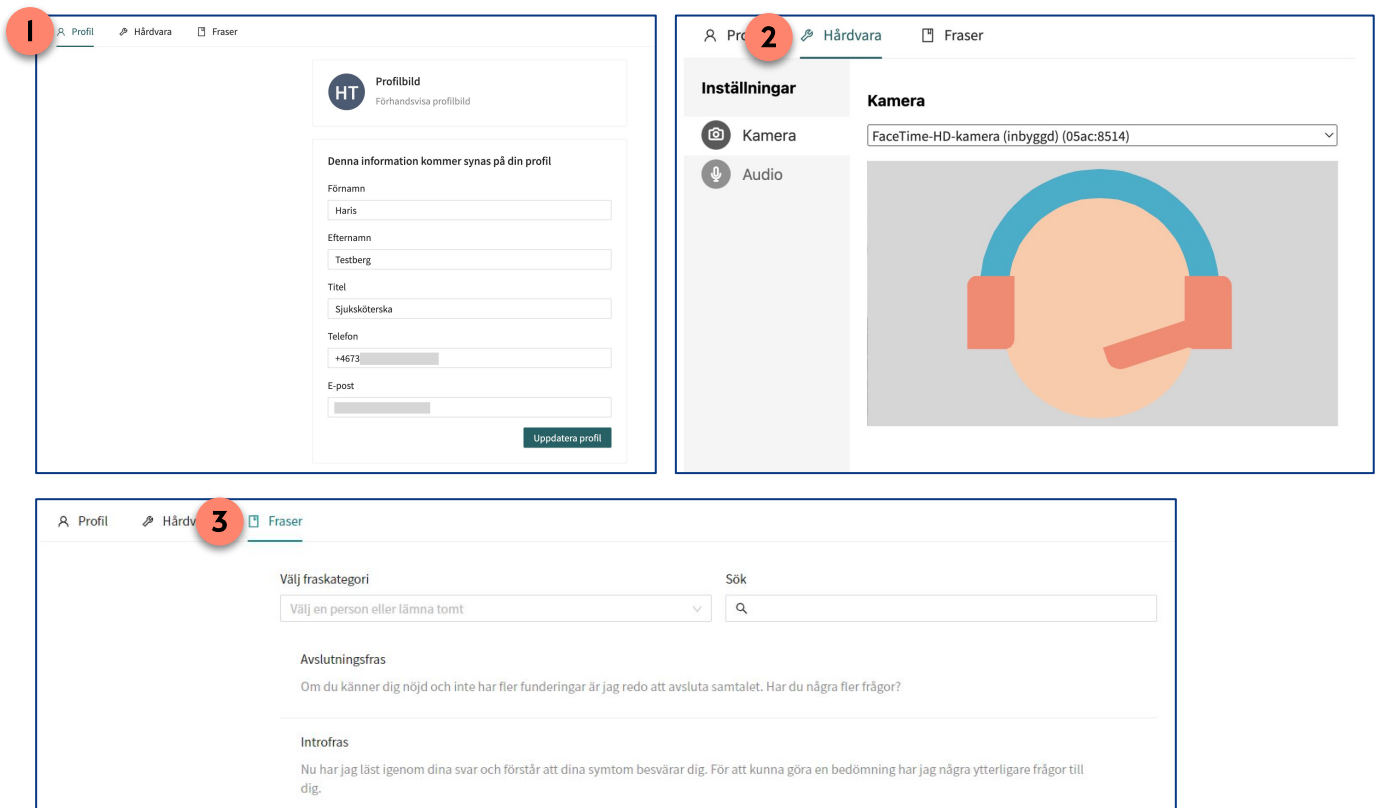 1
Profil Hårdvara Fraser
HT
Profilbild
Förhandsvisa profilbild
Denna information kommer synas på din profil
Förnamn
Haris
Efternamn
Testberg
Titel
Sjuksköterska
Telefon
+4673
E-post
Uppdatera profil
2
Pro Hårdvara Fraser
Inställningar
Kamera
Audio
Kamera
FaceTime-HD-kamera (inbyggd) (05ac:8514)
3
Profil Hårdv Fraser
Välj fraskategori
Välj en person eller lämna tomt
Sök
Avslutningsfras
Om du känner dig nöjd och inte har fler funderingar är jag redo att avsluta samtalet. Har du några fler frågor?
Introfras
Nu har jag läst igenom dina svar och förstår att dina symtom besvärar dig. För att kunna göra en bedömning har jag några ytterligare frågor till
dig.